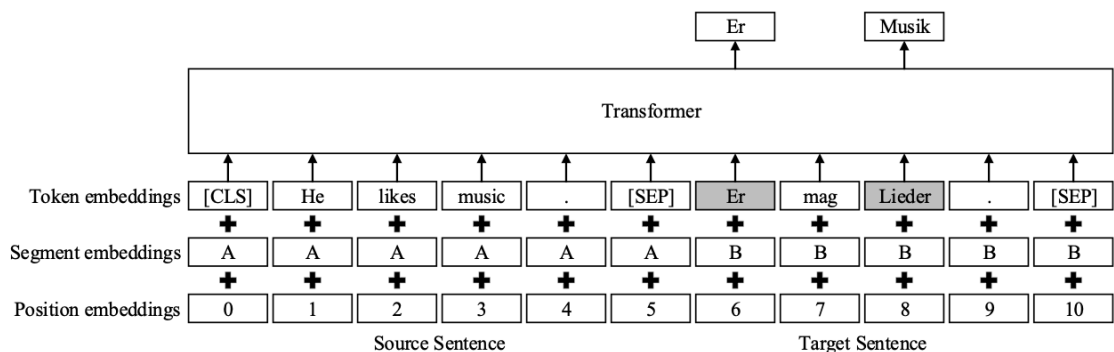 Er Musik
Transformer
Token embeddings [CLS] He likes music . [SEP] Er mag Lieder . [SEP]
Segment embeddings A A A A A A B B B B B
Position embeddings 0 1 2 3 4 5 6 7 8 9 10
Source Sentence Target Sentence